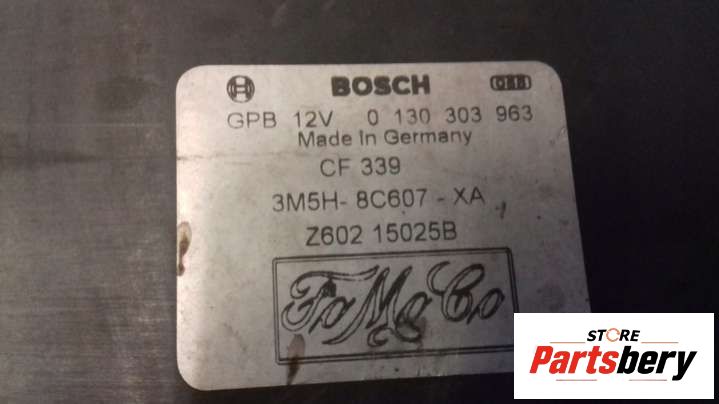 BOSCH
GPB 12V 0 130 303 963
Made In Germany
CF 339
3M5H- 8C607 - XA
Z602 15025B
FoMoCo
STORE
Partsbery